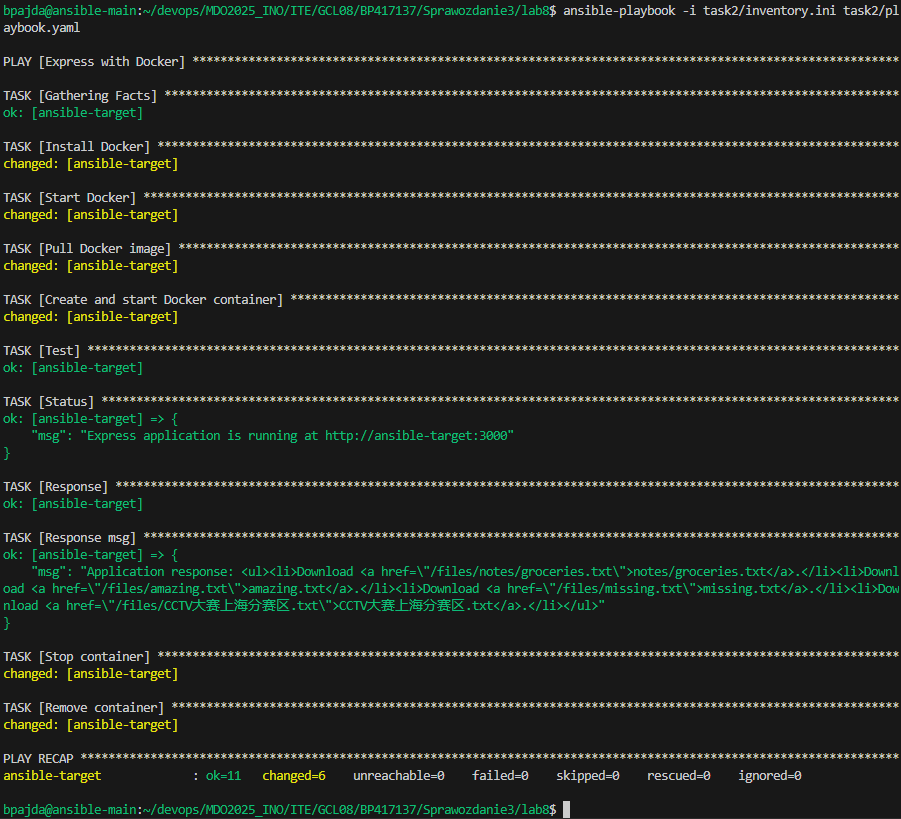 bpajda@ansible-main:~/devops/MDO2025_INO/ITE/GCL08/BP417137/Sprawozdanie3/lab8$ ansible-playbook -i task2/inventory.ini task2/pl
aybook.yaml
PLAY [Express with Docker] *****************************************************************************************************
TASK [Gathering Facts] *********************************************************************************************************
ok: [ansible-target]
TASK [Install Docker] **********************************************************************************************************
changed: [ansible-target]
TASK [Start Docker] ************************************************************************************************************
changed: [ansible-target]
TASK [Pull Docker image] *******************************************************************************************************
changed: [ansible-target]
TASK [Create and start Docker container] ***************************************************************************************
changed: [ansible-target]
TASK [Test] ********************************************************************************************************************
ok: [ansible-target]
TASK [Status] ******************************************************************************************************************
ok: [ansible-target] => {
    "msg": "Express application is running at http://ansible-target:3000"
}
TASK [Response] ****************************************************************************************************************
ok: [ansible-target]
TASK [Response msg] ************************************************************************************************************
ok: [ansible-target] => {
    "msg": "Application response: <ul><li>Download <a href=\"/files/notes/groceries.txt\">notes/groceries.txt</a>.</li><li>Downl
oad <a href=\"/files/amazing.txt\">amazing.txt</a>.</li><li>Download <a href=\"/files/missing.txt\">missing.txt</a>.</li><li>Dow
nload <a href=\"/files/CCTV大赛上海分赛区.txt\">CCTV大赛上海分赛区.txt</a>.</li></ul>"
}
TASK [Stop container] **********************************************************************************************************
changed: [ansible-target]
TASK [Remove container] ********************************************************************************************************
changed: [ansible-target]
PLAY RECAP *********************************************************************************************************************
ansible-target             : ok=11   changed=6    unreachable=0    failed=0    skipped=0    rescued=0    ignored=0
bpajda@ansible-main:~/devops/MDO2025_INO/ITE/GCL08/BP417137/Sprawozdanie3/lab8$